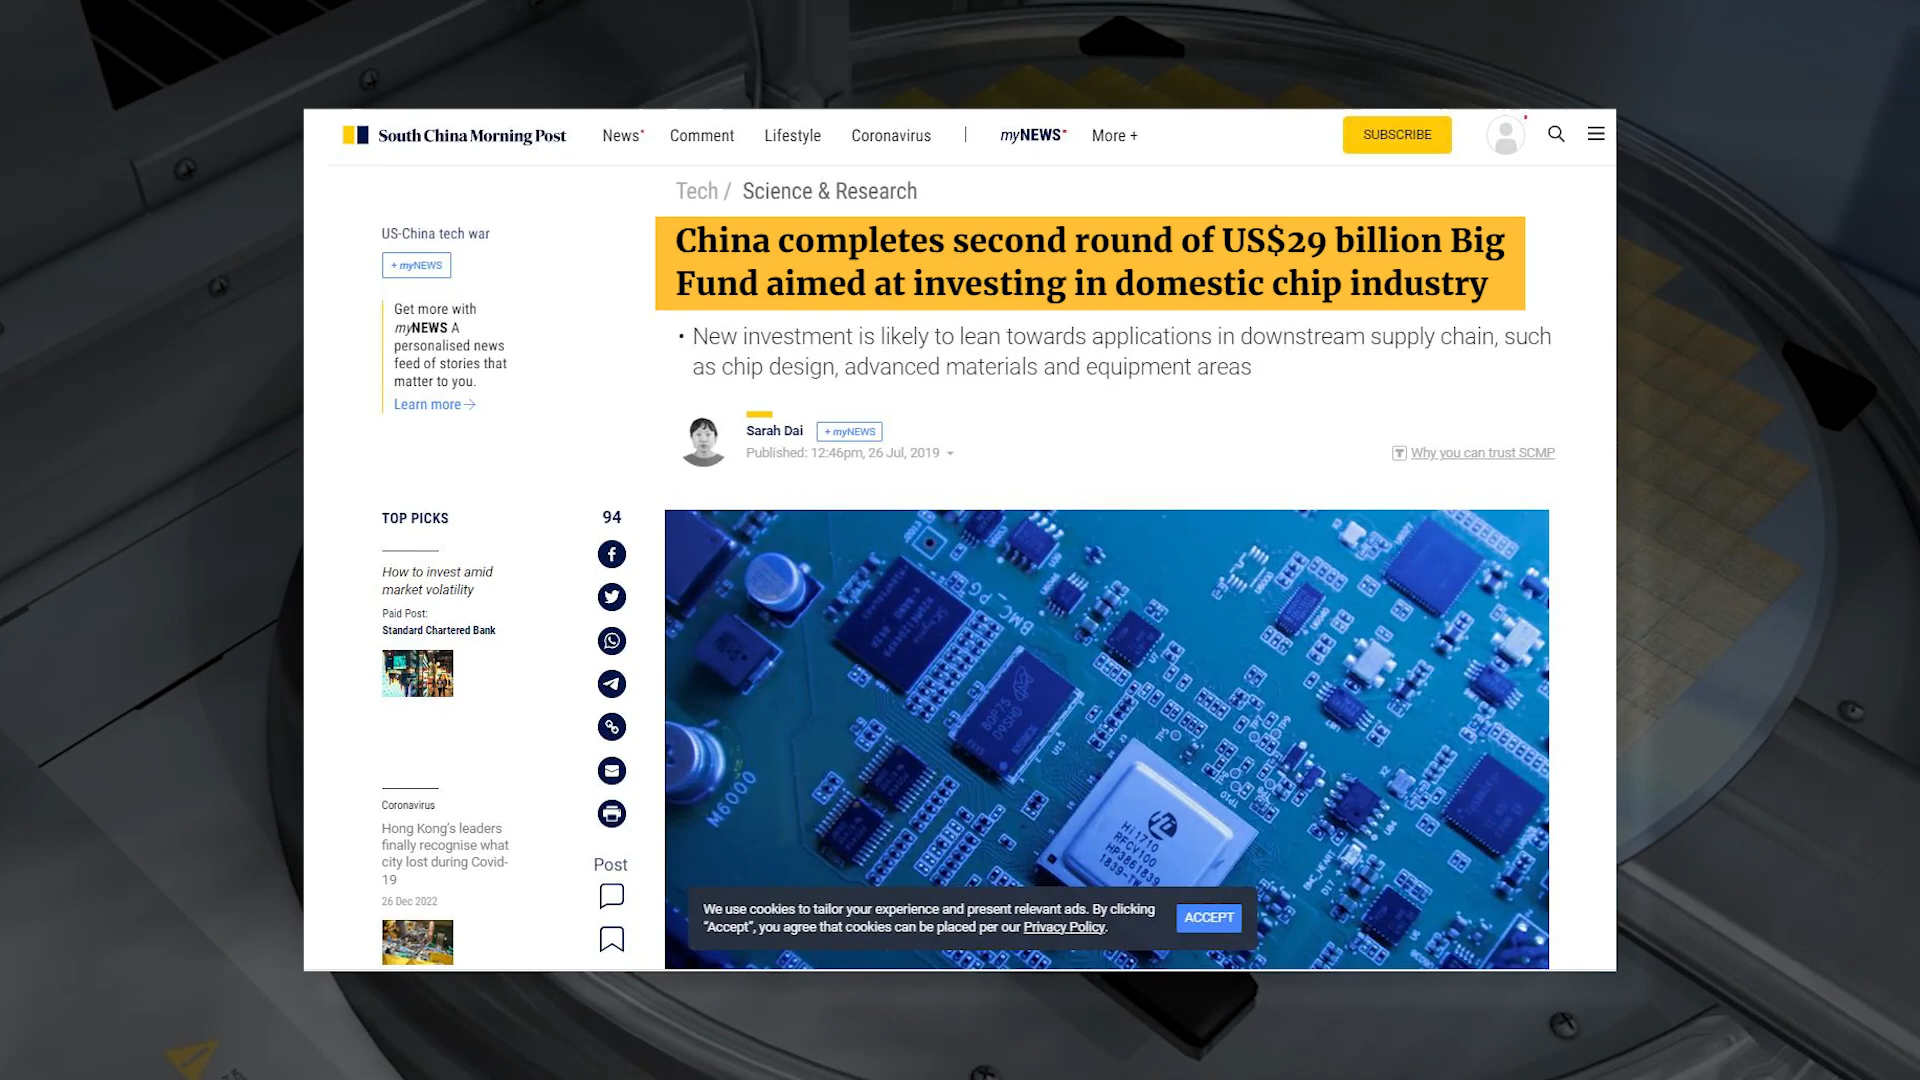 South China Morning Post
News
Comment
Lifestyle
Coronavirus
|
myNEWS
More +
SUBSCRIBE
Tech / Science & Research
China completes second round of US$29 billion Big
Fund aimed at investing in domestic chip industry
• New investment is likely to lean towards applications in downstream supply chain, such
as chip design, advanced materials and equipment areas
US-China tech war
+ myNEWS
Get more with
myNEWS A
personalised news
feed of stories that
matter to you.
Learn more
Sarah Dai
+ myNEWS
Published: 12:46pm, 26 Jul, 2019
Why you can trust SCMP
TOP PICKS
How to invest amid
market volatility
Paid Post:
Standard Chartered Bank
Coronavirus
Hong Kong's leaders
finally recognise what
city lost during Covid-
19
26 Dec 2022
94
Post
BMC_PG
M6000
Hi1710
RFCV100
HP3861839
1839-TW
We use cookies to tailor your experience and present relevant ads. By clicking
"Accept", you agree that cookies can be placed per our Privacy Policy.
ACCEPT